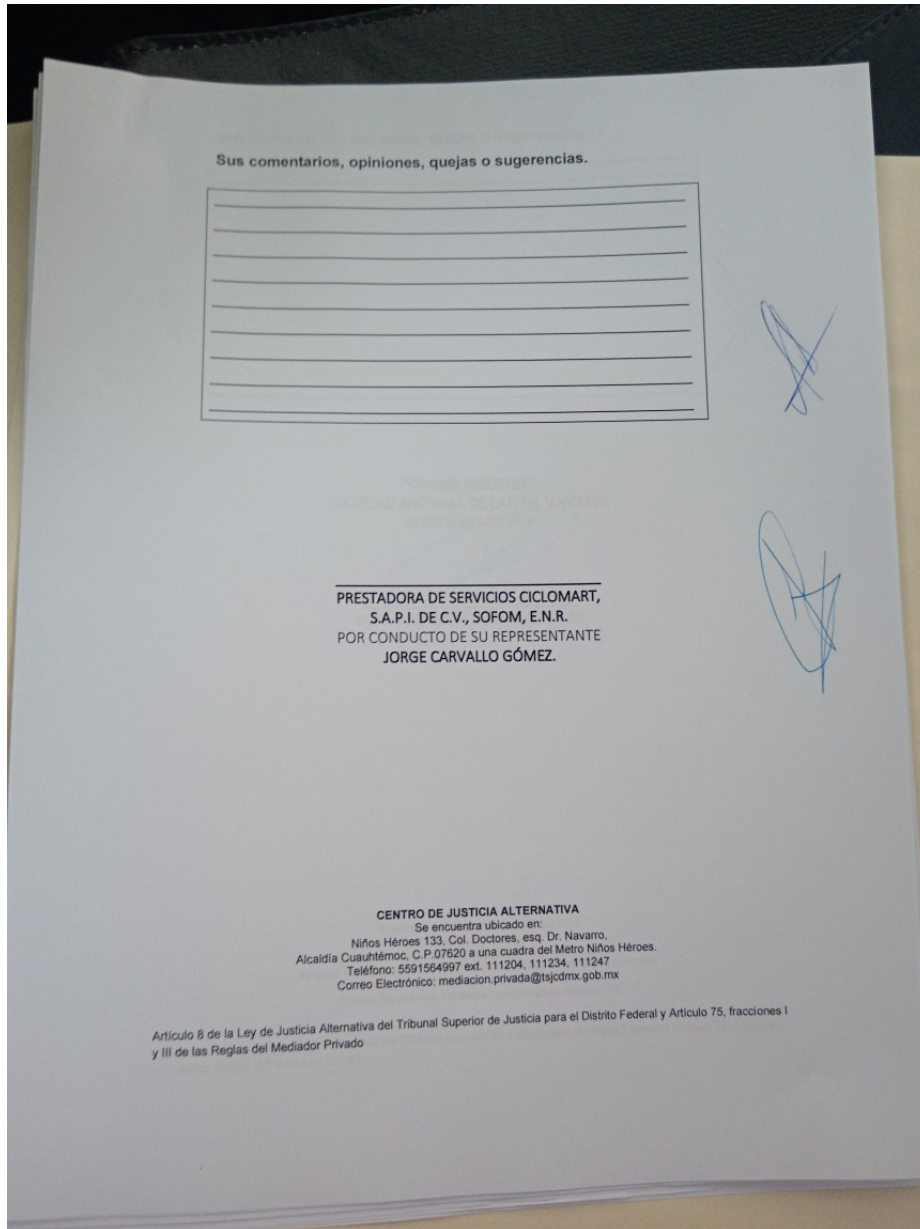 Sus comentarios, opiniones, quejas o sugerencias.
PRESTADORA DE SERVICIOS CICLOMART,
S.A.P.I. DE C.V., SOFOM, E.N.R.
POR CONDUCTO DE SU REPRESENTANTE
JORGE CARVALLO GÓMEZ.
CENTRO DE JUSTICIA ALTERNATIVA
Se encuentra ubicado en:
Niños Héroes 133, Col. Doctores, esq. Dr. Navarro,
Alcaldía Cuauhtémoc, C.P.07620 a una cuadra del Metro Niños Héroes.
Teléfono: 5591564997 ext. 111204, 111234, 111247
Correo Electrónico: mediacion.privada@tsjcdmx.gob.mx
Artículo 8 de la Ley de Justicia Alternativa del Tribunal Superior de Justicia para el Distrito Federal y Artículo 75, fracciones I
y III de las Reglas del Mediador Privado